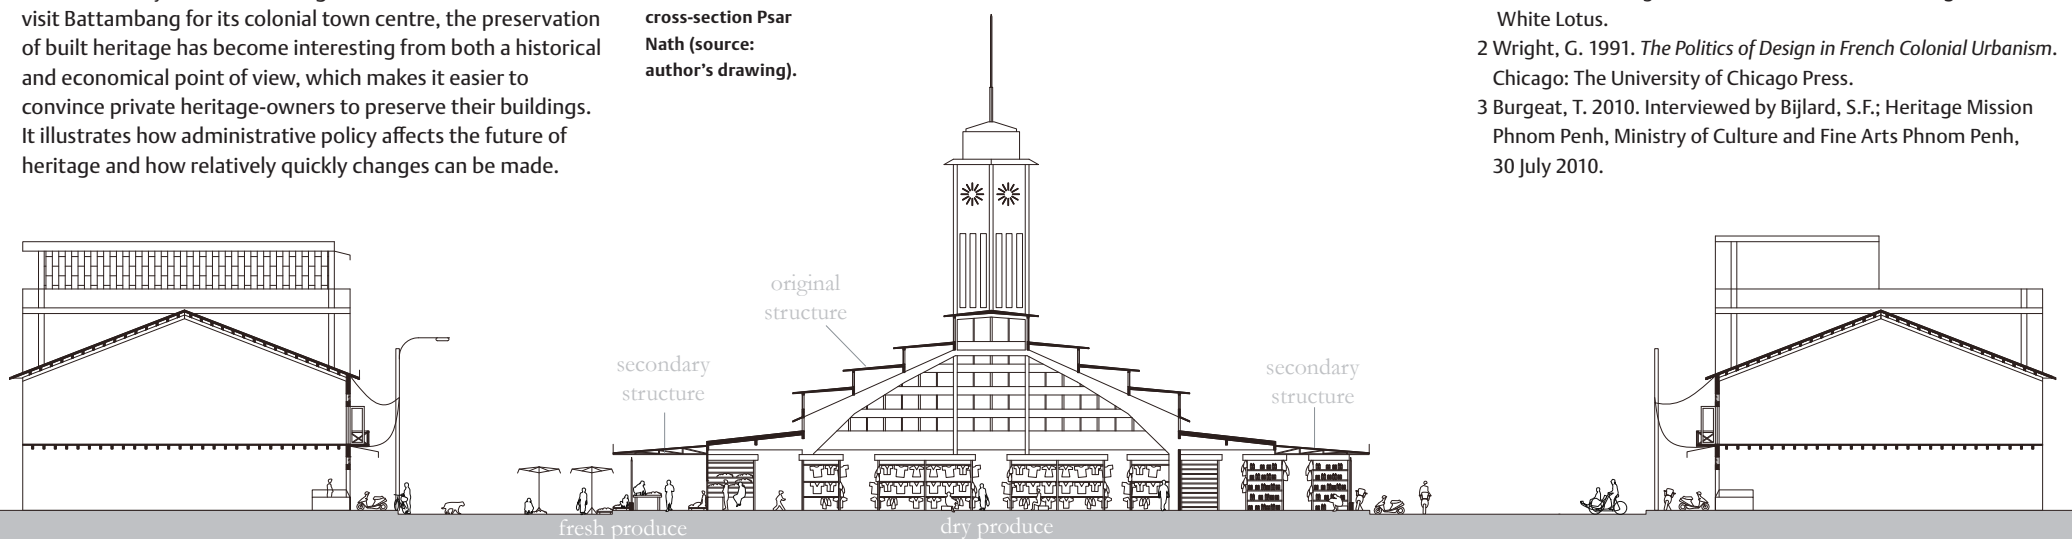 visit Battambang for its colonial town centre, the preservation
of built heritage has become interesting from both a historical
and economical point of view, which makes it easier to
convince private heritage-owners to preserve their buildings.
It illustrates how administrative policy affects the future of
heritage and how relatively quickly changes can be made.
cross-section Psar
Nath (source:
author's drawing).
White Lotus.
2 Wright, G. 1991. The Politics of Design in French Colonial Urbanism.
Chicago: The University of Chicago Press.
3 Burgeat, T. 2010. Interviewed by Bijlard, S.F.; Heritage Mission
Phnom Penh, Ministry of Culture and Fine Arts Phnom Penh,
30 July 2010.
original
structure
secondary
structure
secondary
structure
fresh produce
dry produce